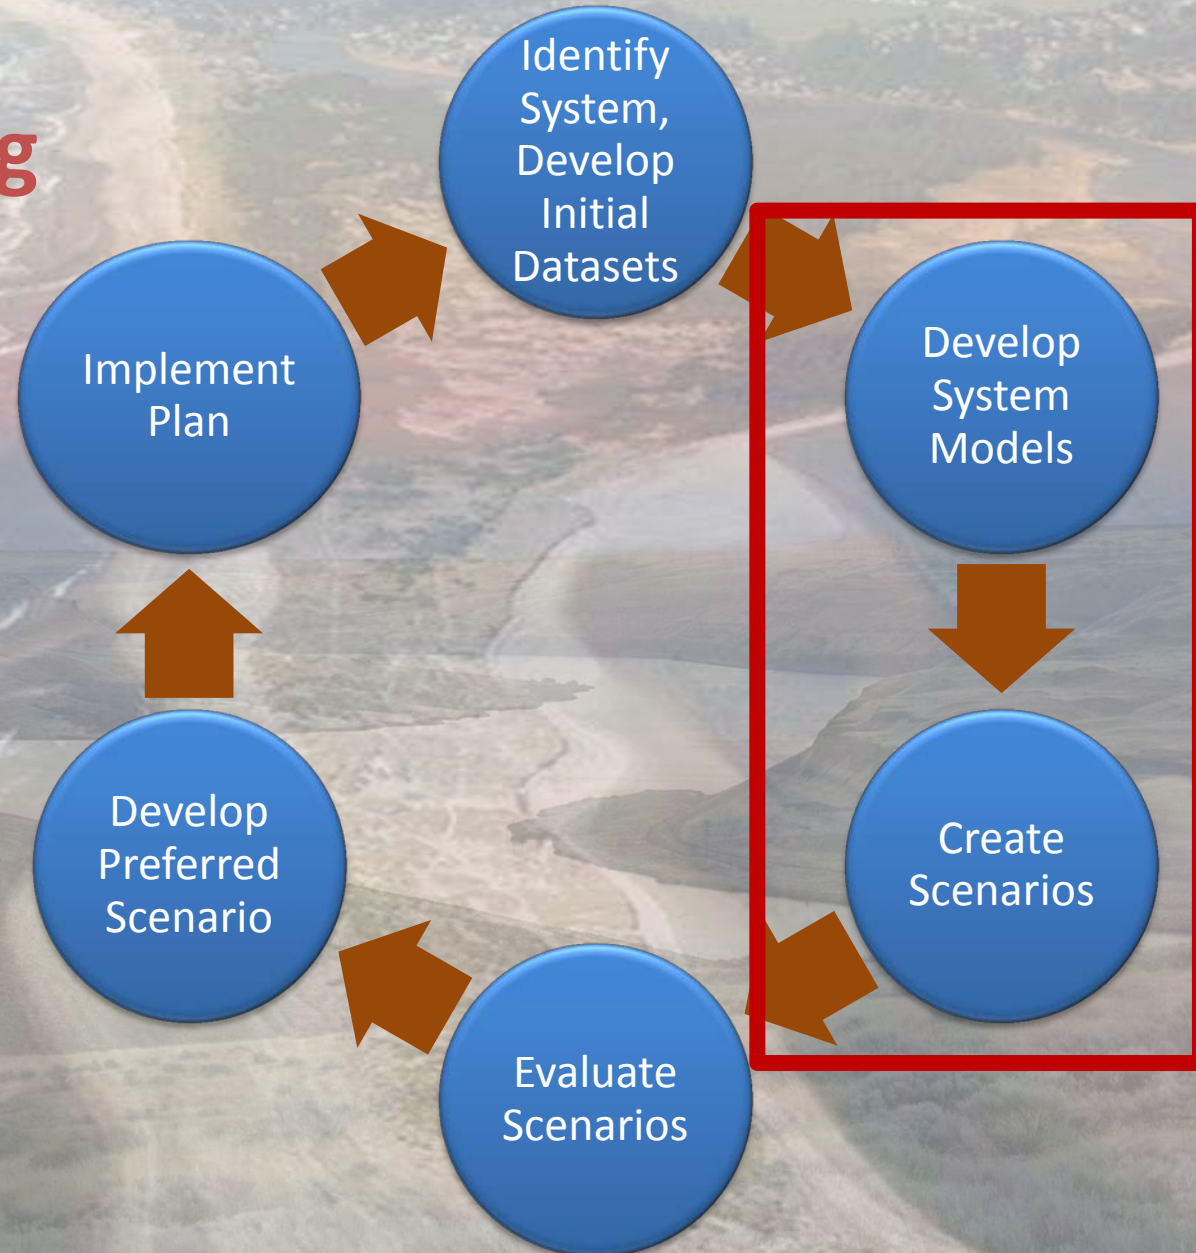 g
Identify
System,
Develop
Initial
Datasets
Develop
System
Models
Create
Scenarios
Evaluate
Scenarios
Develop
Preferred
Scenario
Implement
Plan